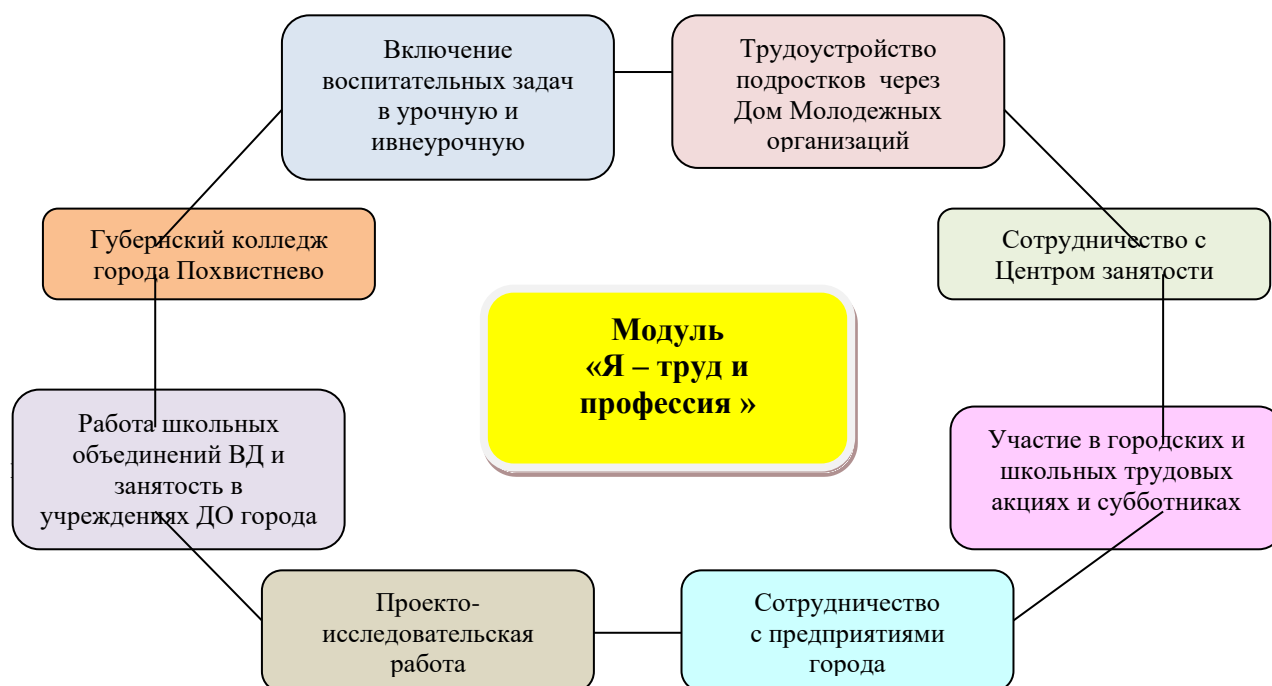 Включение
воспитательных задач
в урочную и
ивнеурочную
Трудоустройство
подростков через
Дом Молодежных
организаций
Губернский колледж
города Похвистнево
Сотрудничество с
Центром занятости
Модуль
«Я – труд и
профессия »
Работа школьных
объединений ВД и
занятость в
учреждениях ДО города
Участие в городских и
школьных трудовых
акциях и субботниках
Проекто-
исследовательская
работа
Сотрудничество
с предприятиями
города